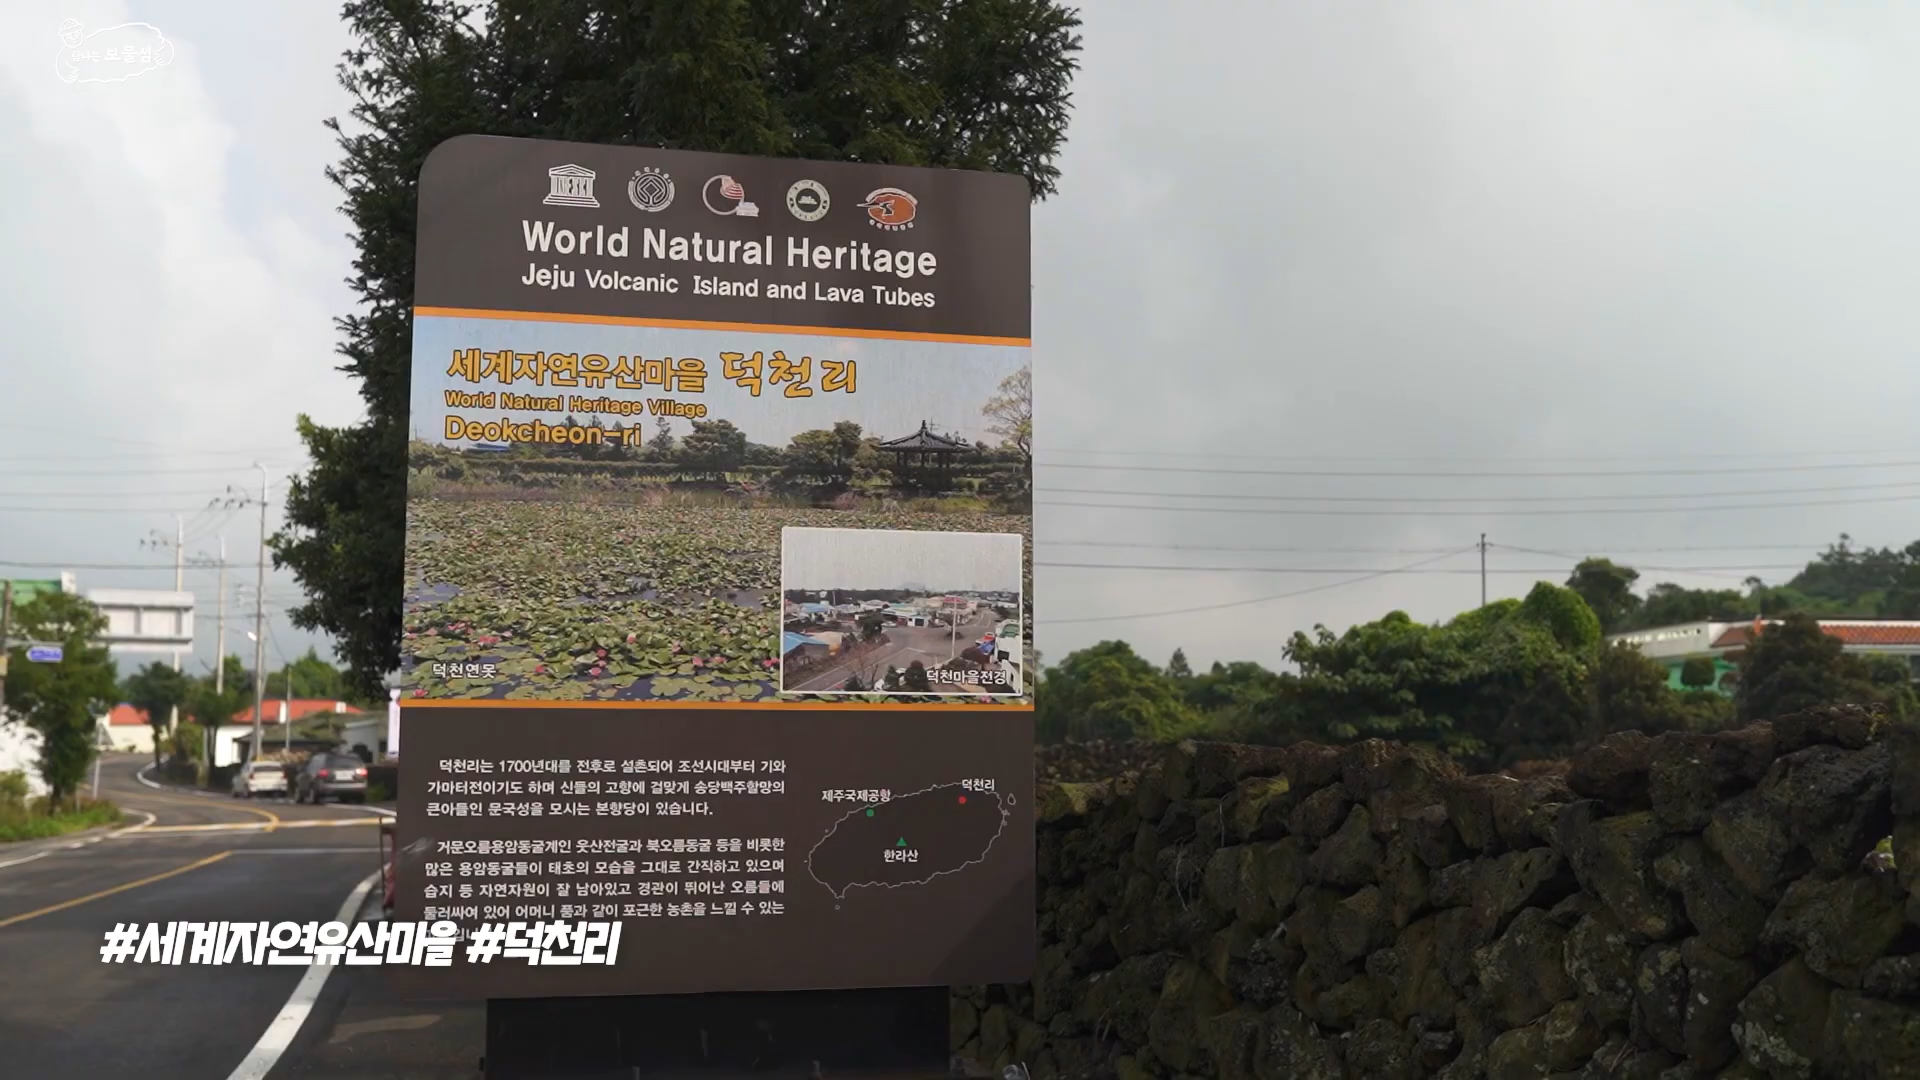 보물섬
World Natural Heritage
Jeju Volcanic Island and Lava Tubes
세계자연유산마을 덕천리
World Natural Heritage Village
Deokcheon-ri
덕천연못
덕천마을전경
덕천리는 1700년대를 전후로 설촌되어 조선시대부터 기와
가마터전이기도 하며 신들의 고향에 걸맞게 송당백주할망의
큰아들인 문국성을 모시는 본향당이 있습니다.
거문오름용암동굴계인 웃산전굴과 북오름동굴 등을 비롯한
많은 용암동굴들이 태초의 모습을 그대로 간직하고 있으며
습지 등 자연자원이 잘 남아있고 경관이 뛰어난 오름들에
둘러싸여 있어 어머니 품과 같이 포근한 농촌을 느낄 수 있는
덕천리
제주국제공항
한라산
#세계자연유산마을 #덕천리